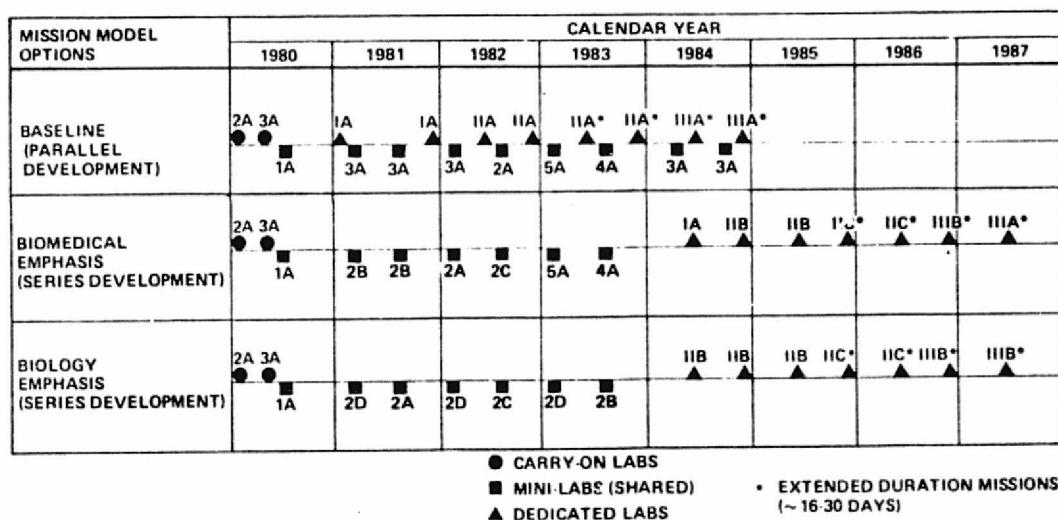 MISSION MODEL OPTIONS
CALENDAR YEAR
1980 1981 1982 1983 1984 1985 1986 1987
BASELINE
(PARALLEL
DEVELOPMENT)
2A 3A IA IA IIA IIA IIA• IIA• IIIA• IIIA•
1A 3A 3A 3A 2A 5A 4A 3A 3A
BIOMEDICAL
EMPHASIS
(SERIES DEVELOPMENT)
2A 3A IA IIB IIB IIC• IIIB• IIIA•
1A 2B 2B 2A 2C 5A 4A
BIOLOGY
EMPHASIS
(SERIES DEVELOPMENT)
2A 3A IIB IIB IIB IIC• IIC• IIIB• IIIB•
1A 2D 2A 2D 2C 2D 2B
● CARRY-ON LABS
■ MINI-LABS (SHARED)
▲ DEDICATED LABS
• EXTENDED DURATION MISSIONS
(~ 16-30 DAYS)